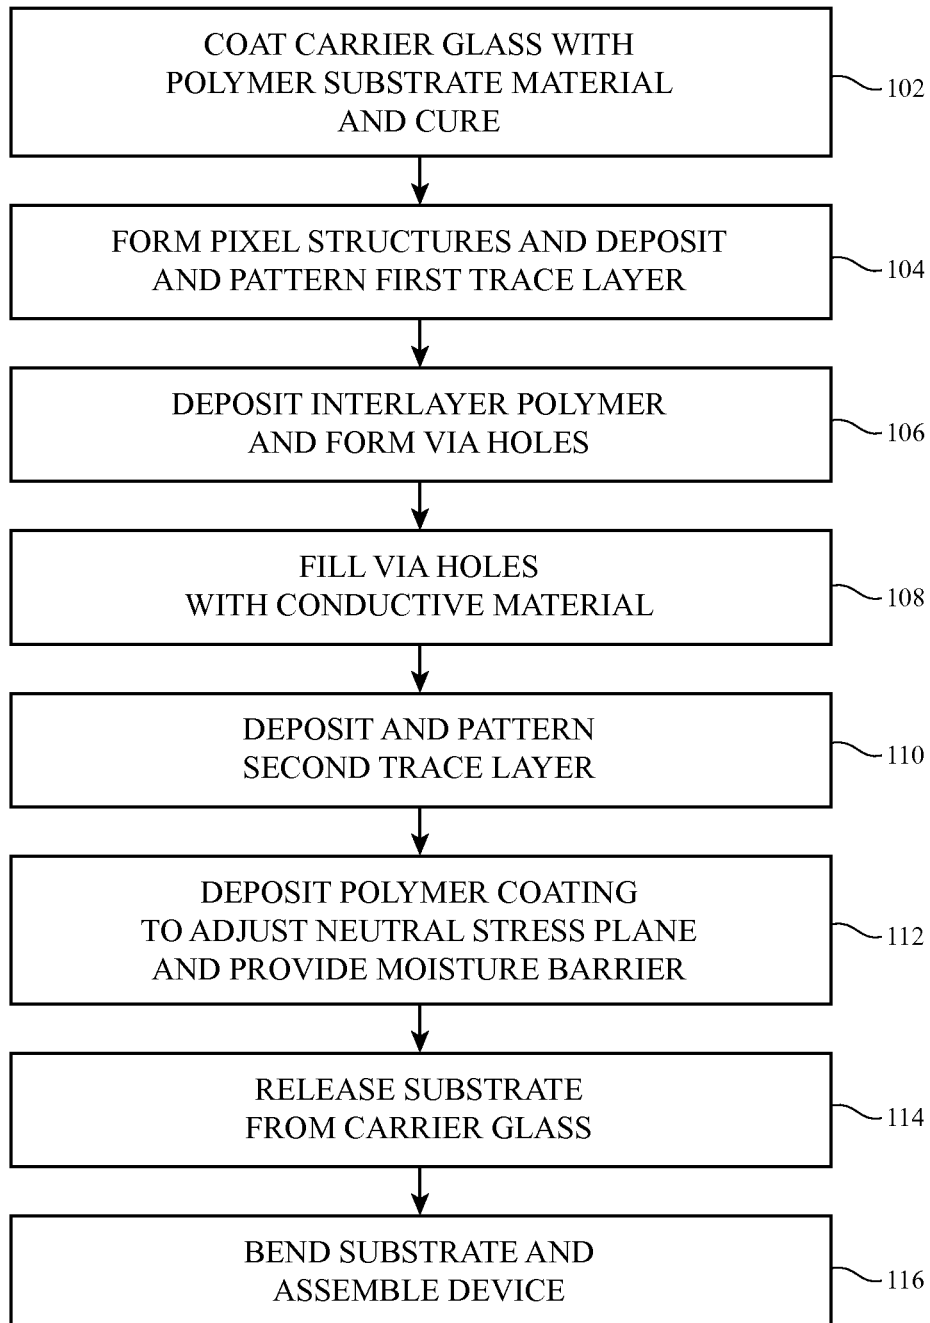 COAT CARRIER GLASS WITH
POLYMER SUBSTRATE MATERIAL
AND CURE
102
FORM PIXEL STRUCTURES AND DEPOSIT
AND PATTERN FIRST TRACE LAYER
104
DEPOSIT INTERLAYER POLYMER
AND FORM VIA HOLES
106
FILL VIA HOLES
WITH CONDUCTIVE MATERIAL
108
DEPOSIT AND PATTERN
SECOND TRACE LAYER
110
DEPOSIT POLYMER COATING
TO ADJUST NEUTRAL STRESS PLANE
AND PROVIDE MOISTURE BARRIER
112
RELEASE SUBSTRATE
FROM CARRIER GLASS
114
BEND SUBSTRATE AND
ASSEMBLE DEVICE
116